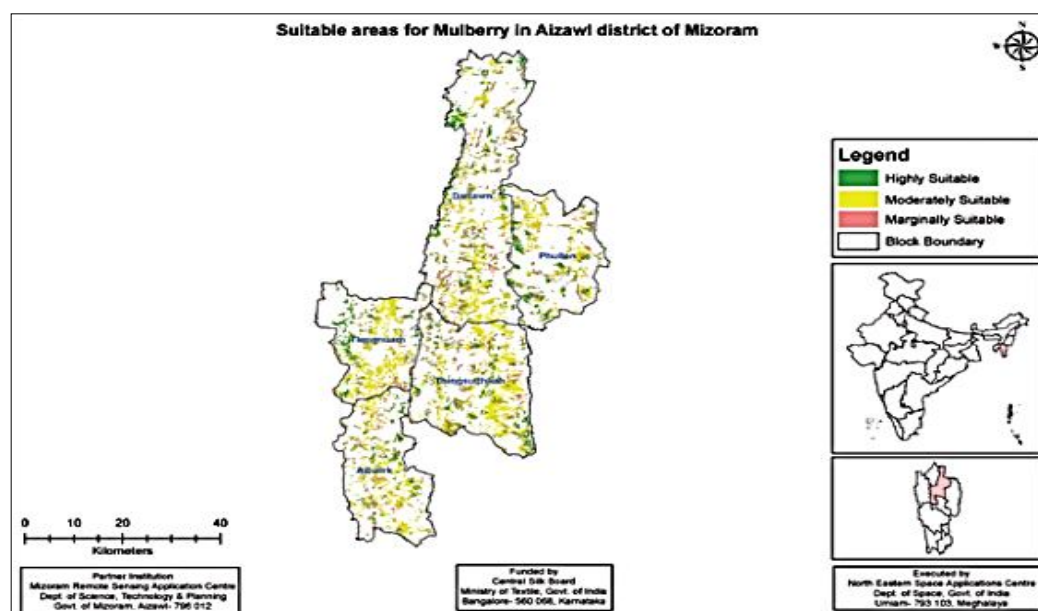 Suitable areas for Mulberry in Aizawl district of Mizoram
N
S
Legend
Highly Suitable
Moderately Suitable
Marginally Suitable
Block Boundary
Phullen
Aibawk
0 10 20 40
Kilometers
Partner Institution
Mizoram Remote Sensing Application Centre
Dept. of Science, Technology & Planning
Govt. of Mizoram, Aizawl- 796 012
Funded by
Central Silk Board
Ministry of Textile, Govt. of India
Bangalore- 560 068, Karnataka
Executed by
North Eastern Space Applications Centre
Dept. of Space, Govt. of India
Umiam- 793 103, Meghalaya